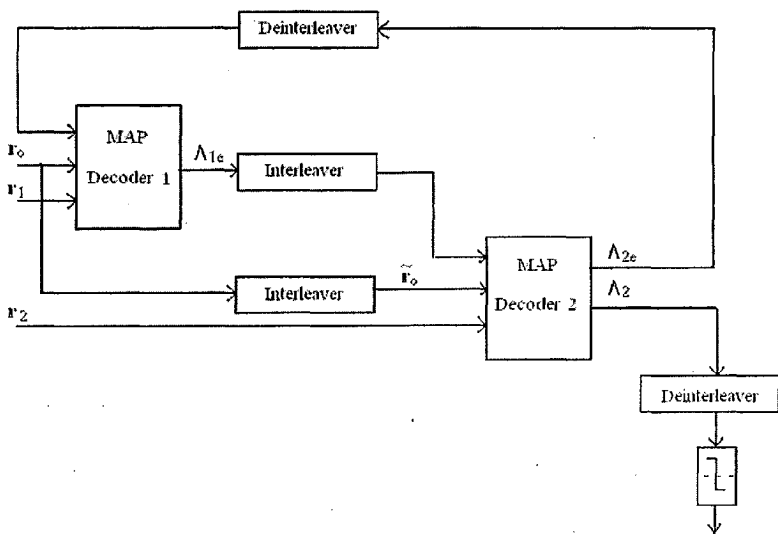 Deinterleaver
MAP
Decoder 1
r₀
r₁
Λ₁ₑ
Interleaver
Interleaver
r̃₀
r₂
MAP
Decoder 2
Λ₂ₑ
Λ₂
Deinterleaver